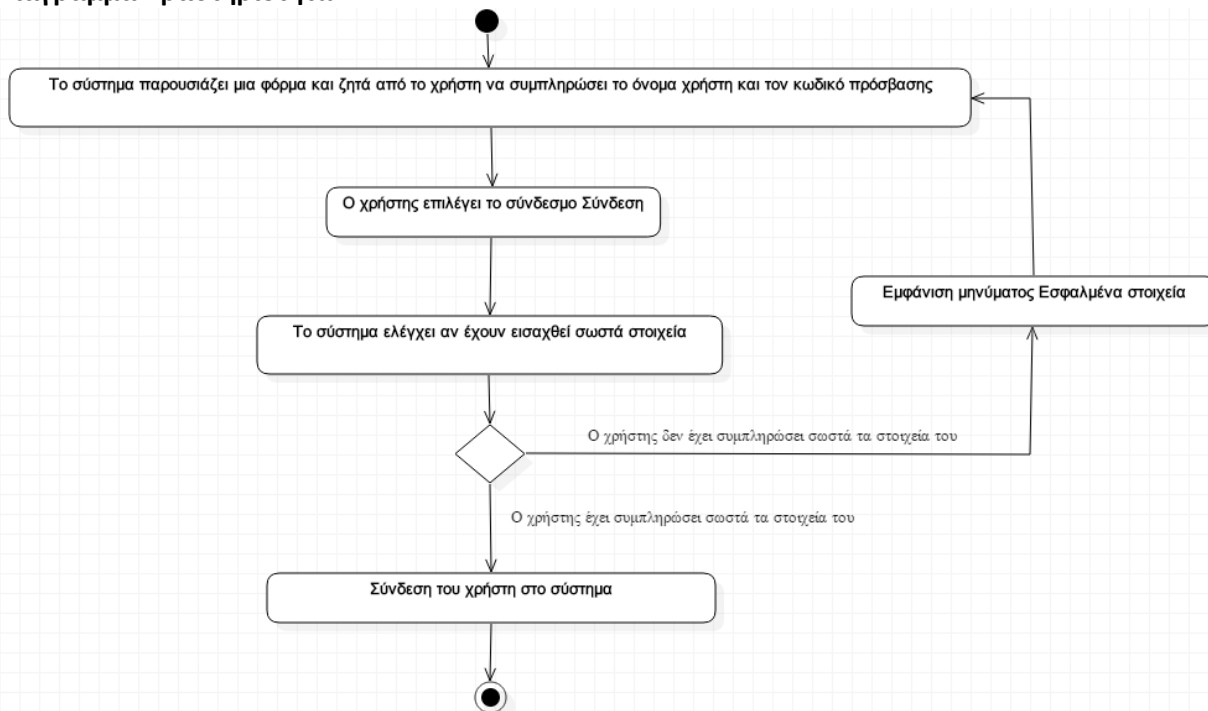 Το σύστημα παρουσιάζει μια φόρμα και ζητά από το χρήστη να συμπληρώσει το όνομα χρήστη και τον κωδικό πρόσβασης
Ο χρήστης επιλέγει το σύνδεσμο Σύνδεση
Εμφάνιση μηνύματος Εσφαλμένα στοιχεία
Το σύστημα ελέγχει αν έχουν εισαχθεί σωστά στοιχεία
Ο χρήστης δεν έχει συμπληρώσει σωστά τα στοιχεία του
Ο χρήστης έχει συμπληρώσει σωστά τα στοιχεία του
Σύνδεση του χρήστη στο σύστημα